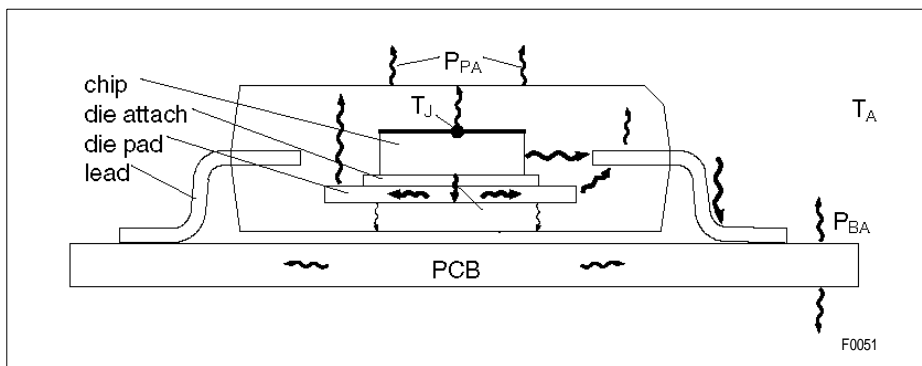 P_PA
chip
T_J
die attach
T_A
die pad
lead
P_BA
PCB
F0051